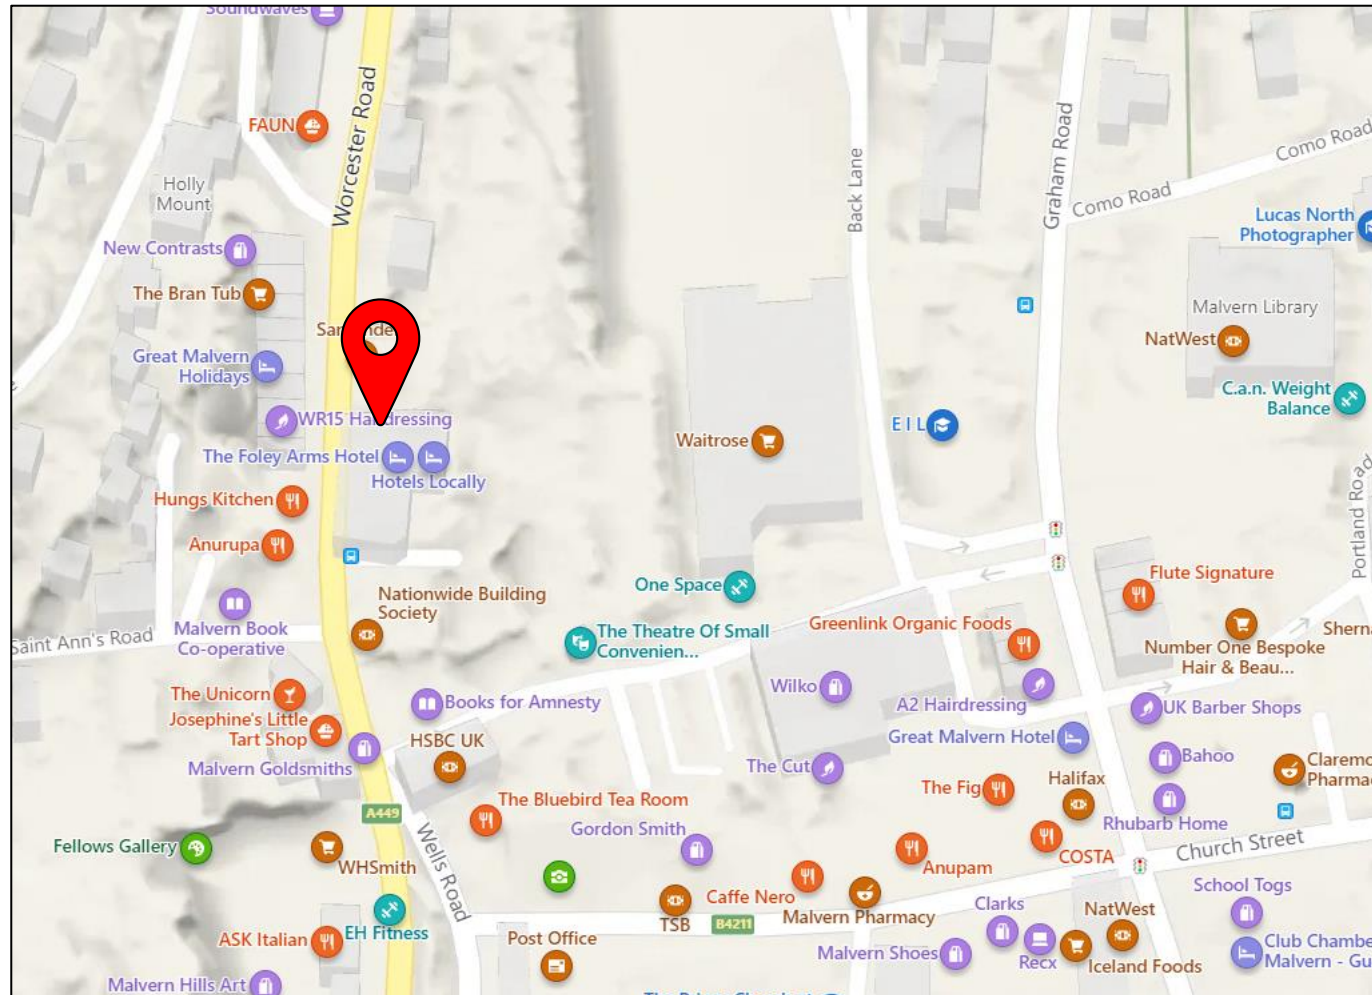 Soundwaves
FAUN
Worcester Road
Holly
Mount
Back Lane
Graham Road
Como Road
Como Road
Lucas North
Photographer
New Contrasts
The Bran Tub
Malvern Library
NatWest
Great Malvern
Holidays
C.a.n. Weight
Balance
WR15 Hairdressing
Waitrose
E I L
The Foley Arms Hotel
Hotels Locally
Hungs Kitchen
Anurupa
Portland Road
Nationwide Building
Society
One Space
Flute Signature
Malvern Book
Co-operative
Saint Ann's Road
The Theatre Of Small
Convenien...
Greenlink Organic Foods
Number One Bespoke
Hair & Beau...
The Unicorn
Wilko
Books for Amnesty
A2 Hairdressing
UK Barber Shops
Josephine's Little
Tart Shop
HSBC UK
Great Malvern Hotel
Malvern Goldsmiths
The Cut
Bahoo
Halifax
The Fig
A449
The Bluebird Tea Room
Rhubarb Home
Gordon Smith
Fellows Gallery
WHSmith
Wells Road
Anupam
COSTA
Church Street
Caffe Nero
Malvern Pharmacy
School Togs
TSB
B4211
Clarks
NatWest
EH Fitness
ASK Italian
Post Office
Malvern Shoes
Recx
Iceland Foods
Malvern Hills Art